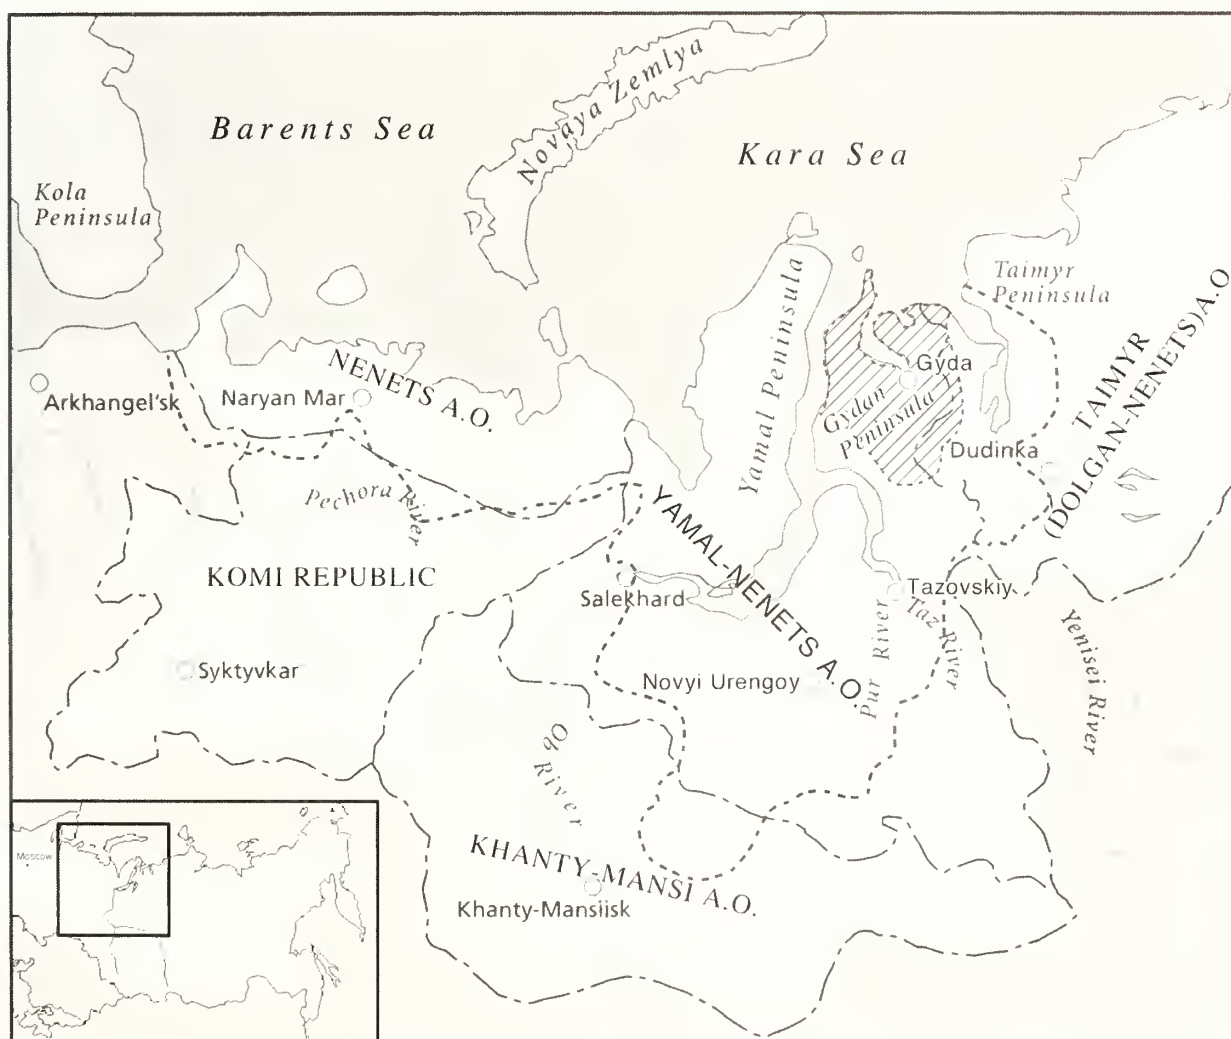 Barents Sea
Novaya Zemlya
Kara Sea
Kola
Peninsula
Taimyr
Peninsula
Yamal Peninsula
TAIMYR
(DOLGAN-NENETS)A.O
Gyda
Gydan
Peninsula
NENETS A.O.
Arkhangel'sk
Naryan Mar
Dudinka
Pechora River
YAMAL-NENETS A.O.
KOMI REPUBLIC
Salekhard
Tazovskiy
Pur River
Taz River
Yenisei River
Syktyvkar
Novyi Urengoy
Ob
River
Moscow
KHANTY-MANSI A.O.
Khanty-Mansiisk